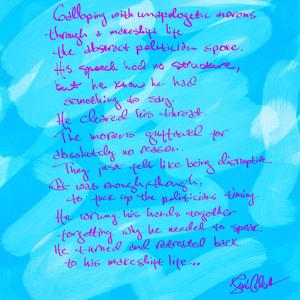 Galloping with unapologetic morons
through a makeshift life
the abstract politician spoke.
His speech had no structure,
but he knew he had
something to say.
He cleared his throat.
The morons guffawed for
absolutely no reason.
They just felt like being disruptive.
It was enough, though,
to fuck up the politicians timing.
He wrung his hands together
forgetting why he needed to speak.
He turned and retreated back
to his makeshift life...